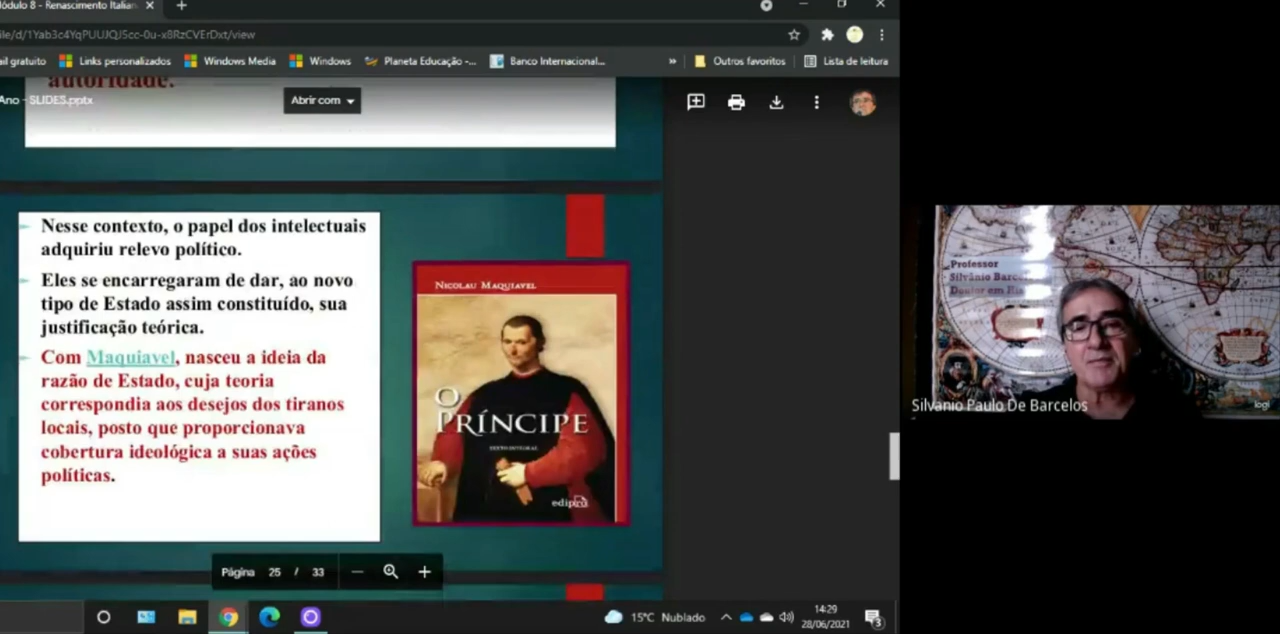 Módulo 8 - Renascimento Italian
ile/d/1Yab3c4YqPUUJQJ5cc-0u-x8RzCVErDxt/view
ail gratuito
Links personalizados
Windows Media
Windows
Planeta Educação -...
Banco Internacional...
»
Outros favoritos
Lista de leitura
autoridade.
Ano - SLIDES.pptx
Abrir com
Nesse contexto, o papel dos intelectuais
adquiriu relevo político.
Eles se encarregaram de dar, ao novo
tipo de Estado assim constituído, sua
justificação teórica.
Com Maquiavel, nasceu a ideia da
razão de Estado, cuja teoria
correspondia aos desejos dos tiranos
locais, posto que proporcionava
cobertura ideológica a suas ações
políticas.
NICOLAU MAQUIAVEL
O
PRÍNCIPE
TEXTO INTEGRAL
edipro
Página 25 / 33
15°C Nublado
14:29
28/06/2021
3
Professor
Silvânio Barc
Doutor em
Silvanio Paulo De Barcelos
logi